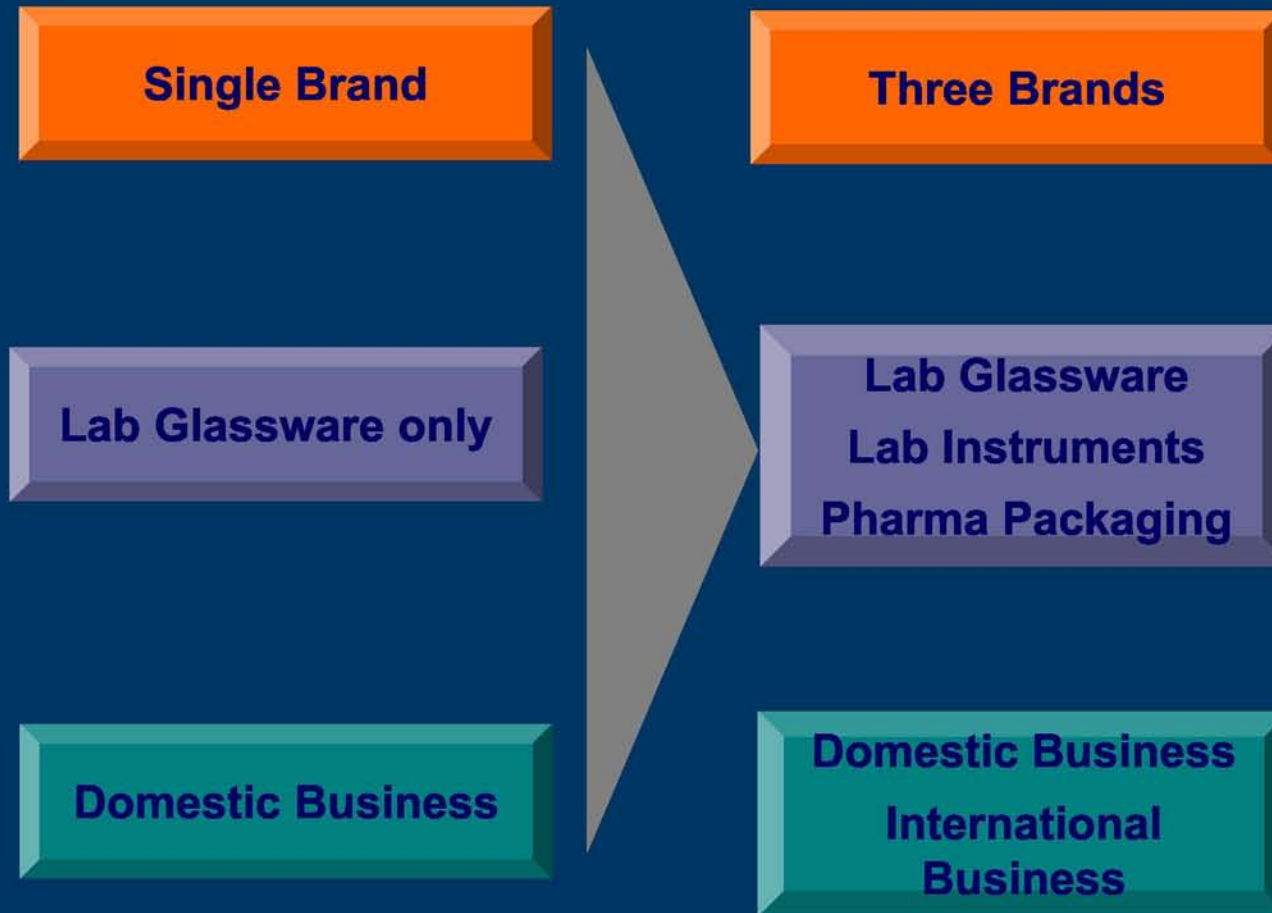 Single Brand
Three Brands
Lab Glassware only
Lab Glassware
Lab Instruments
Pharma Packaging
Domestic Business
Domestic Business
International
Business